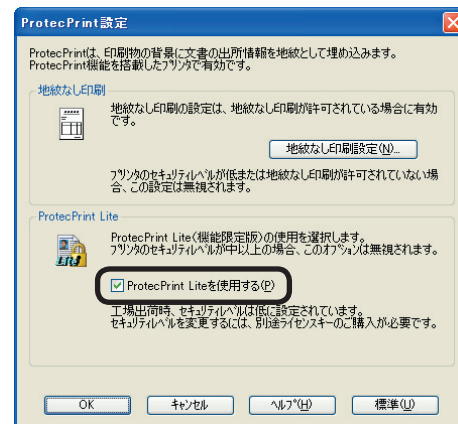 ProtecPrint設定
ProtecPrintは、印刷物の背景に文書の出所情報を地紋として埋め込みます。
ProtecPrint機能を搭載したプリンタで有効です。
地紋なし印刷
地紋なし印刷の設定は、地紋なし印刷が許可されている場合に有効
です。
地紋なし印刷設定(N)...
プリンタのセキュリティレベルが低または地紋なし印刷が許可されていない場
合、この設定は無視されます。
ProtecPrint Lite
ProtecPrint Lite(機能限定版)の使用を選択します。
プリンタのセキュリティレベルが中以上の場合、このオプションは無視されます。
ProtecPrint Liteを使用する(P)
工場出荷時、セキュリティレベルは低に設定されています。
セキュリティレベルを変更するには、別途ライセンスキーのご購入が必要です。
OK
キャンセル
ヘルプ(H)
標準(U)